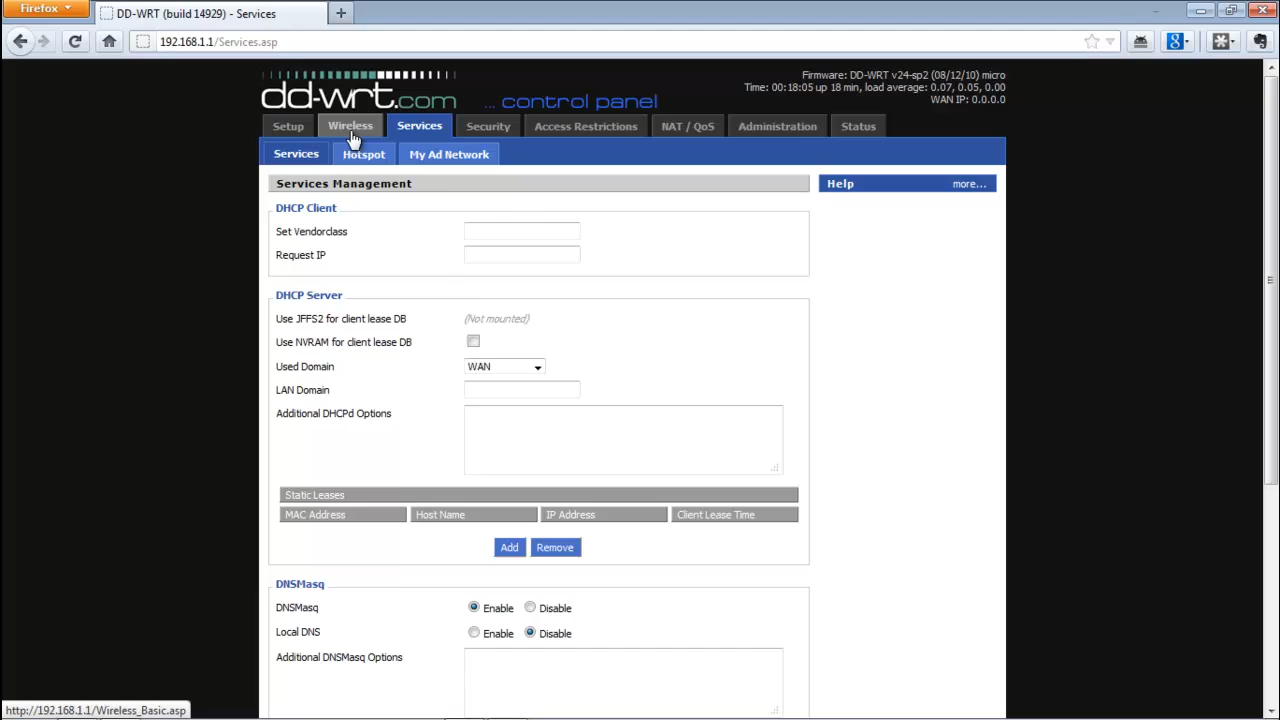 Firefox
DD-WRT (build 14929) - Services
192.168.1.1/Services.asp
8
Firmware: DD-WRT v24-sp2 (08/12/10) micro
Time: 00:18:05 up 18 min, load average: 0.07, 0.05, 0.00
WAN IP: 0.0.0.0
dd-wrt.com ... control panel
Setup Wireless Services Security Access Restrictions NAT / QoS Administration Status
Services Hotspot My Ad Network
Services Management
Help more...
DHCP Client
Set Vendorclass
Request IP
DHCP Server
Use JFFS2 for client lease DB (Not mounted)
Use NVRAM for client lease DB
Used Domain WAN
LAN Domain
Additional DHCPd Options
Static Leases
MAC Address Host Name IP Address Client Lease Time
Add Remove
DNSMasq
DNSMasq Enable Disable
Local DNS Enable Disable
Additional DNSMasq Options
http://192.168.1.1/Wireless_Basic.asp